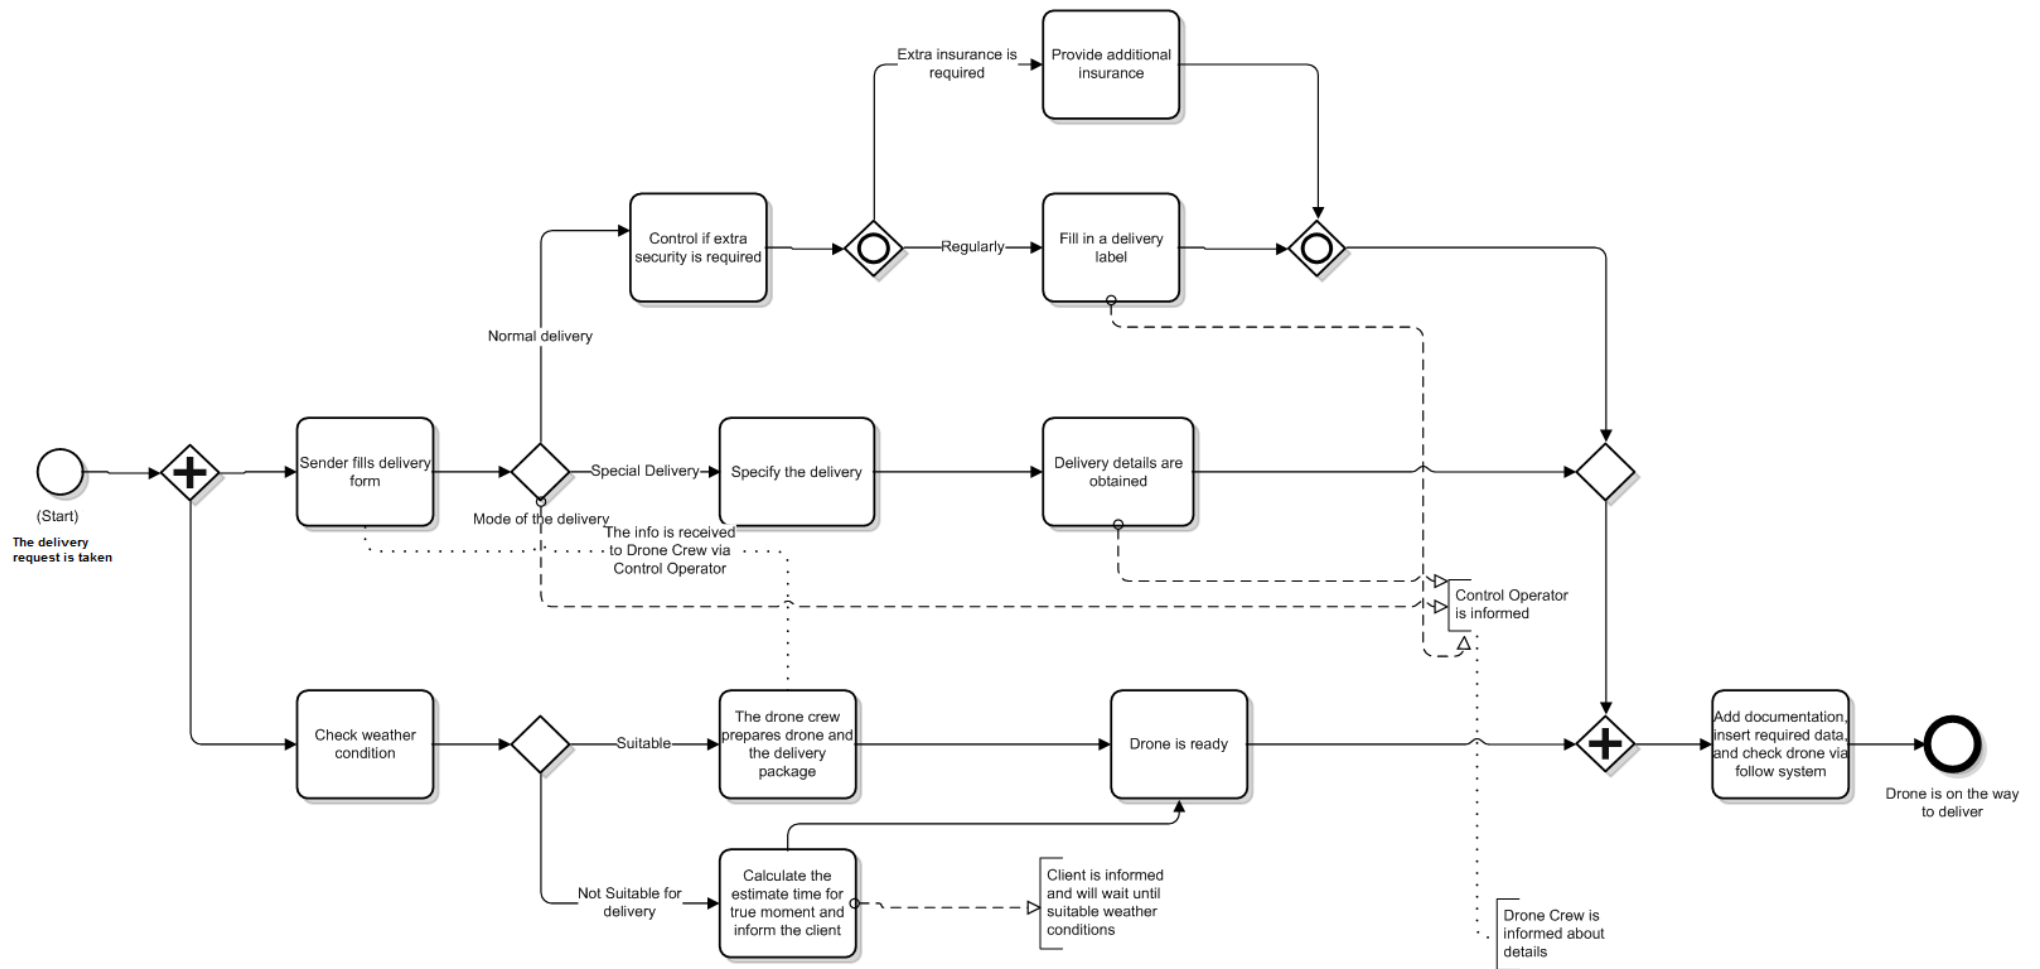 Extra insurance is
required
Provide additional
insurance
Control if extra
security is required
Regularly
Fill in a delivery
label
Normal delivery
(Start)
The delivery
request is taken
Sender fills delivery
form
Mode of the delivery
Special Delivery
Specify the delivery
Delivery details are
obtained
The info is received
to Drone Crew via
Control Operator
Control Operator
is informed
Check weather
condition
Suitable
The drone crew
prepares drone and
the delivery
package
Drone is ready
Add documentation,
insert required data,
and check drone via
follow system
Drone is on the way
to deliver
Not Suitable for
delivery
Calculate the
estimate time for
true moment and
inform the client
Client is informed
and will wait until
suitable weather
conditions
Drone Crew is
informed about
details